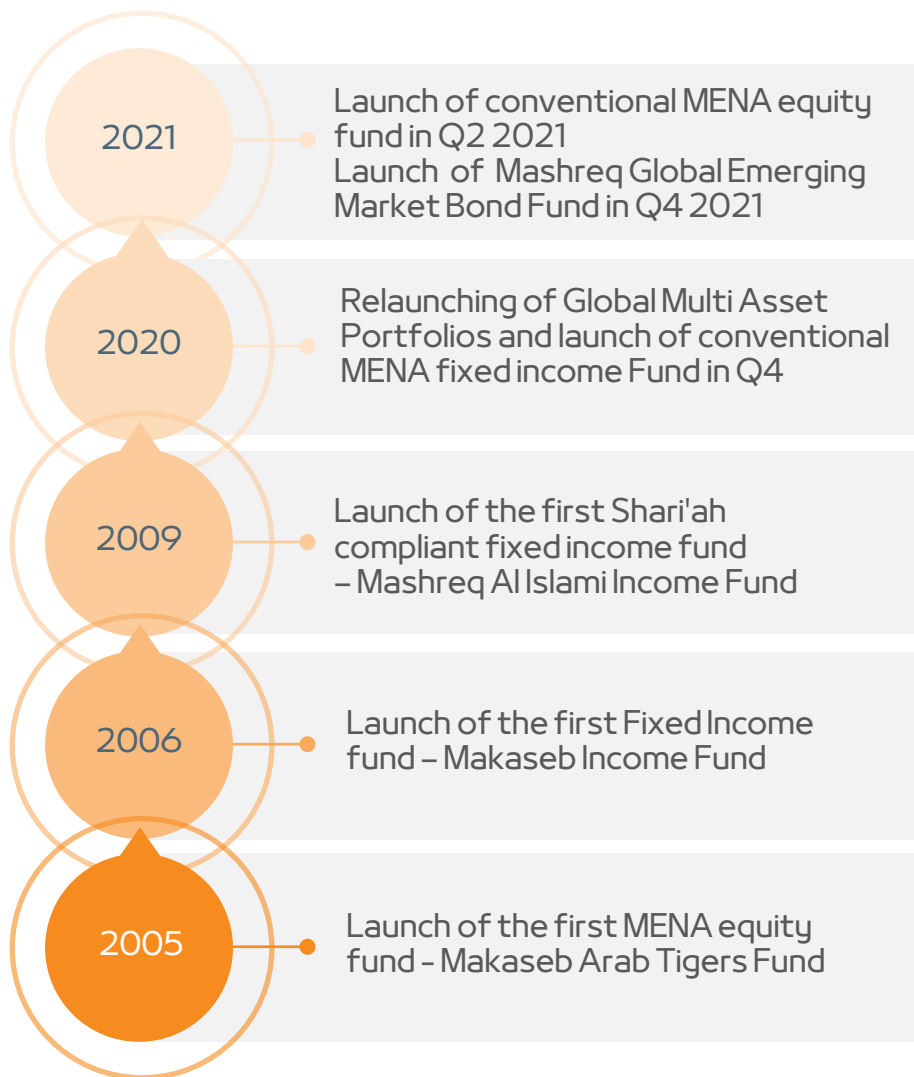 2021
Launch of conventional MENA equity
fund in Q2 2021
Launch of Mashreq Global Emerging
Market Bond Fund in Q4 2021
2020
Relaunching of Global Multi Asset
Portfolios and launch of conventional
MENA fixed income Fund in Q4
2009
Launch of the first Shari'ah
compliant fixed income fund
– Mashreq Al Islami Income Fund
2006
Launch of the first Fixed Income
fund – Makaseb Income Fund
2005
Launch of the first MENA equity
fund - Makaseb Arab Tigers Fund